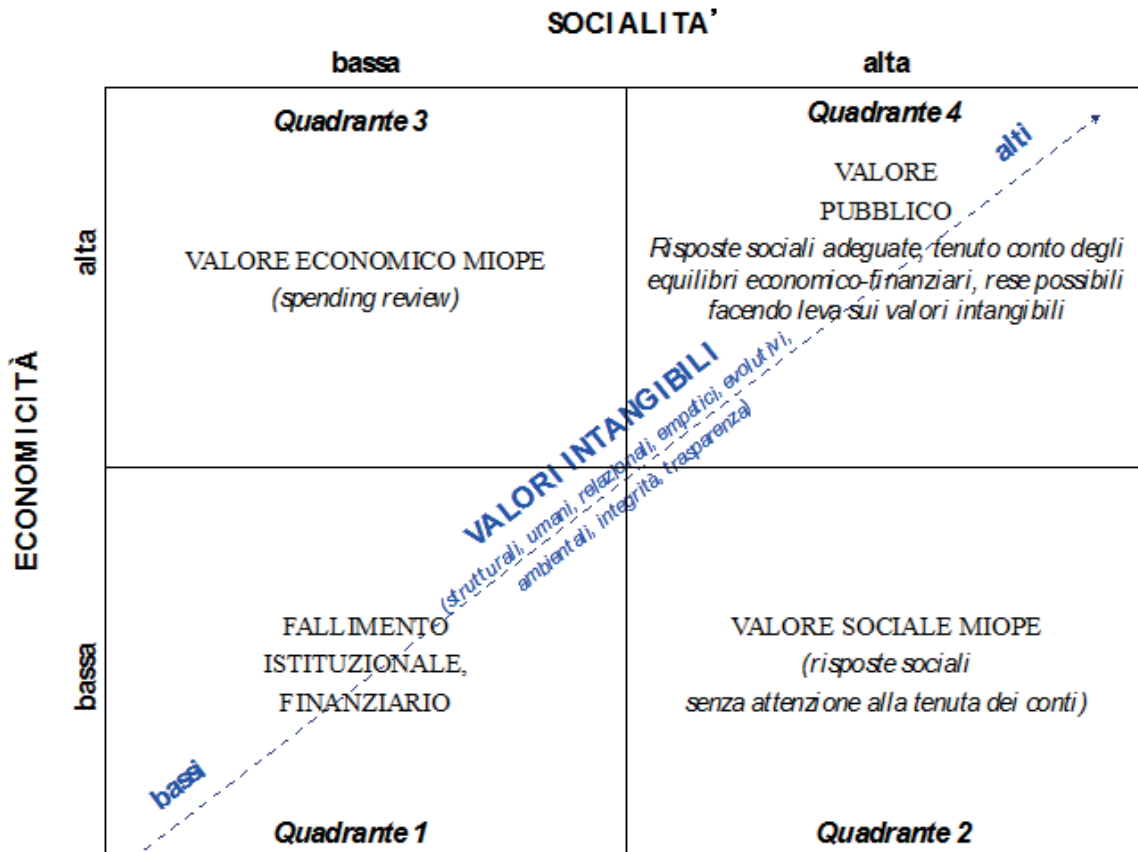 SOCIALITA’
bassa
alta
ECONOMICITÀ
alta
bassa
Quadrante 3
VALORE ECONOMICO MIOPE
(spending review)
Quadrante 4
VALORE
PUBBLICO
Risposte sociali adeguate, tenuto conto degli
equilibri economico-finanziari, rese possibili
facendo leva sui valori intangibili
alti
VALORI INTANGIBILI
(strutturali, umani, relazionali, empatici, evolutivi,
ambientali, integrità, trasparenza)
bassi
FALLIMENTO
ISTITUZIONALE,
FINANZIARIO
Quadrante 1
VALORE SOCIALE MIOPE
(risposte sociali
senza attenzione alla tenuta dei conti)
Quadrante 2